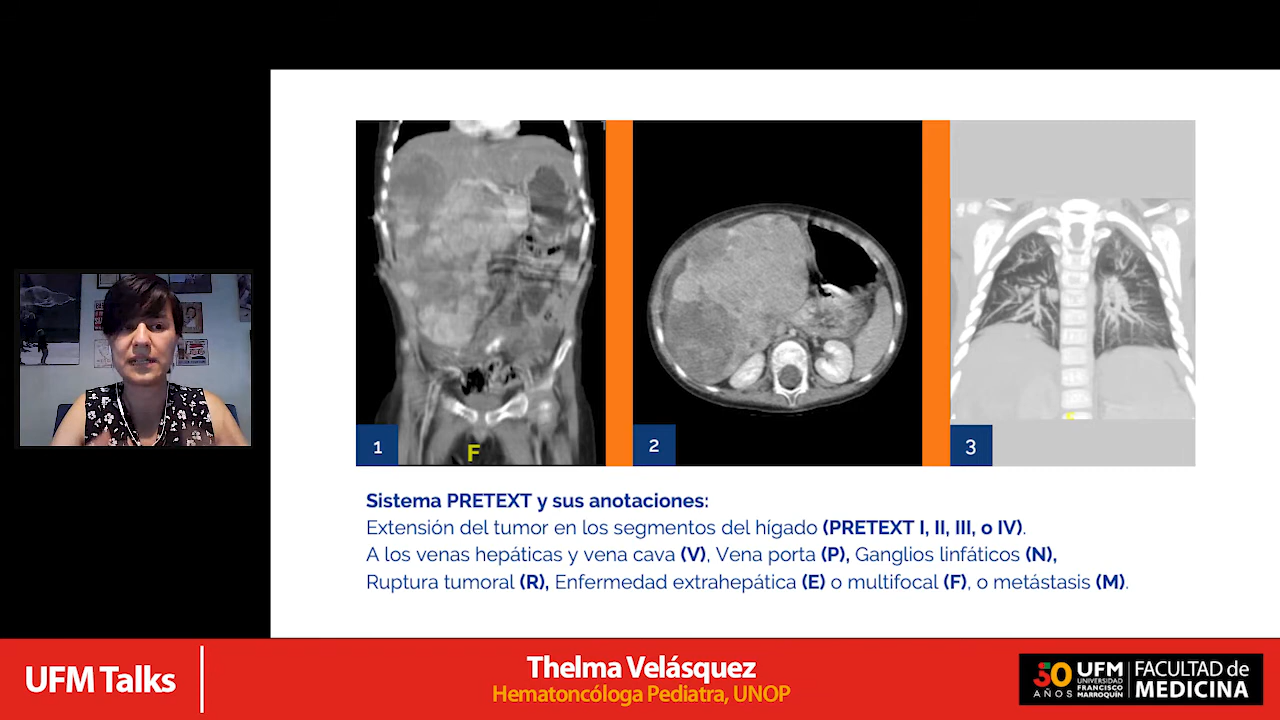 F
1
2
3
Sistema PRETEXT y sus anotaciones:
Extensión del tumor en los segmentos del hígado (PRETEXT I, II, III, o IV).
A los venas hepáticas y vena cava (V), Vena porta (P), Ganglios linfáticos (N),
Ruptura tumoral (R), Enfermedad extrahepática (E) o multifocal (F), o metástasis (M).
UFM Talks
Thelma Velásquez
Hematoncóloga Pediatra, UNOP
50
AÑOS
UFM
UNIVERSIDAD
FRANCISCO
MARROQUÍN
FACULTAD de
MEDICINA